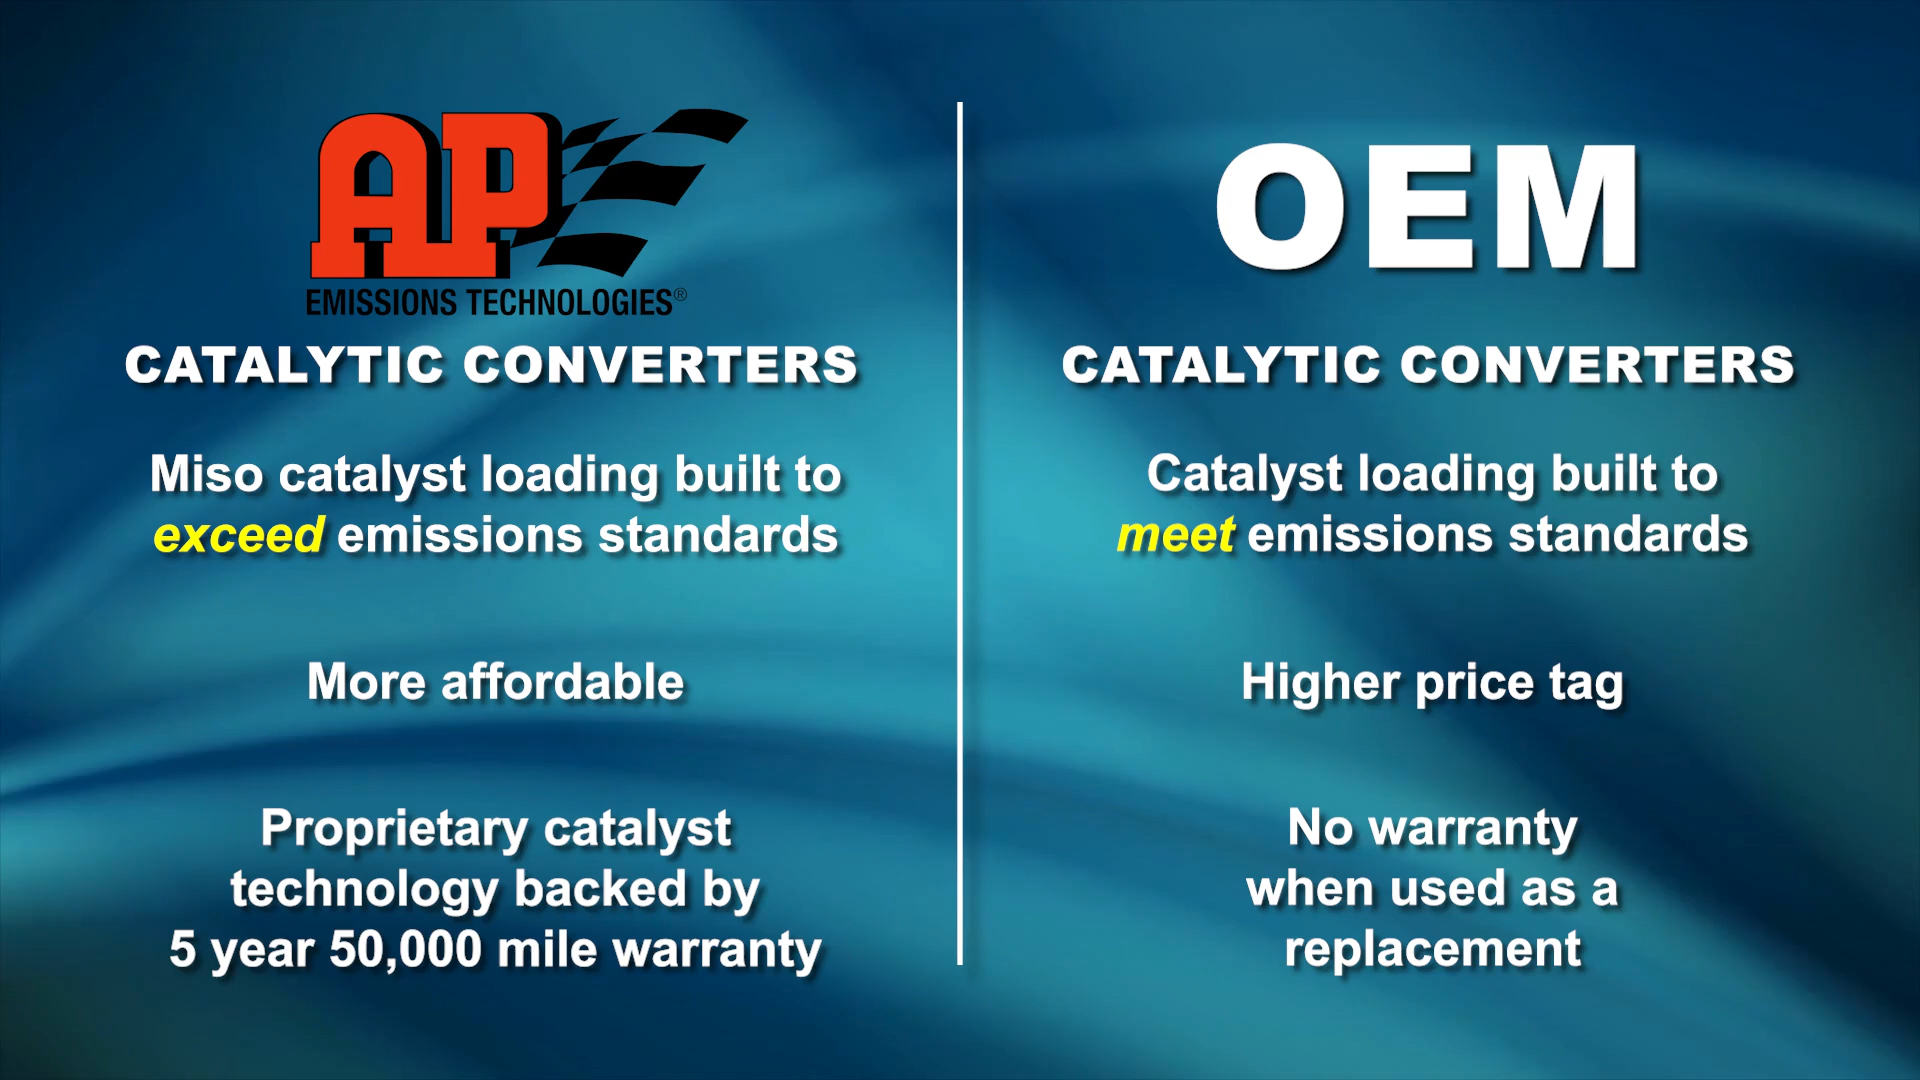 AP
EMISSIONS TECHNOLOGIES®
CATALYTIC CONVERTERS
Miso catalyst loading built to
exceed emissions standards
More affordable
Proprietary catalyst
technology backed by
5 year 50,000 mile warranty
OEM
CATALYTIC CONVERTERS
Catalyst loading built to
meet emissions standards
Higher price tag
No warranty
when used as a
replacement